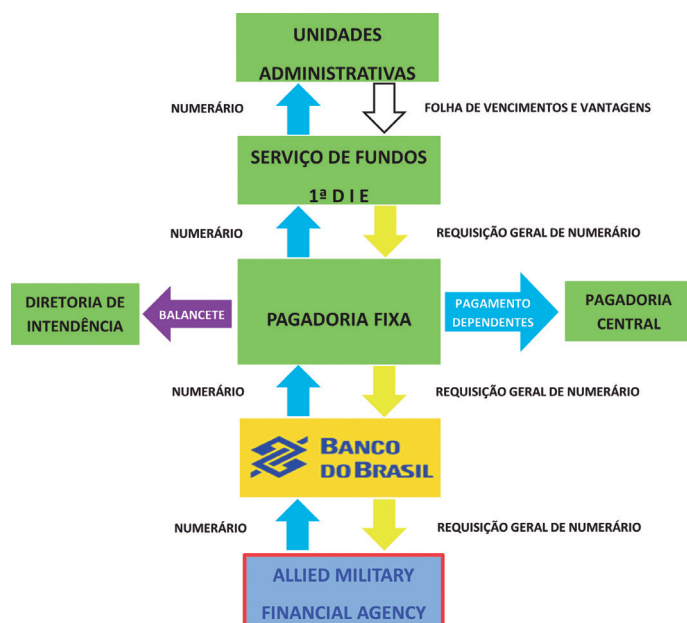 UNIDADES
ADMINISTRATIVAS
NUMERÁRIO
FOLHA DE VENCIMENTOS E VANTAGENS
SERVIÇO DE FUNDOS
1ª D I E
NUMERÁRIO
REQUISIÇÃO GERAL DE NUMERÁRIO
DIRETORIA DE
INTENDÊNCIA
BALANCETE
PAGADORIA FIXA
PAGAMENTO
DEPENDENTES
PAGADORIA
CENTRAL
NUMERÁRIO
REQUISIÇÃO GERAL DE NUMERÁRIO
BANCO
DO BRASIL
NUMERÁRIO
REQUISIÇÃO GERAL DE NUMERÁRIO
ALLIED MILITARY
FINANCIAL AGENCY